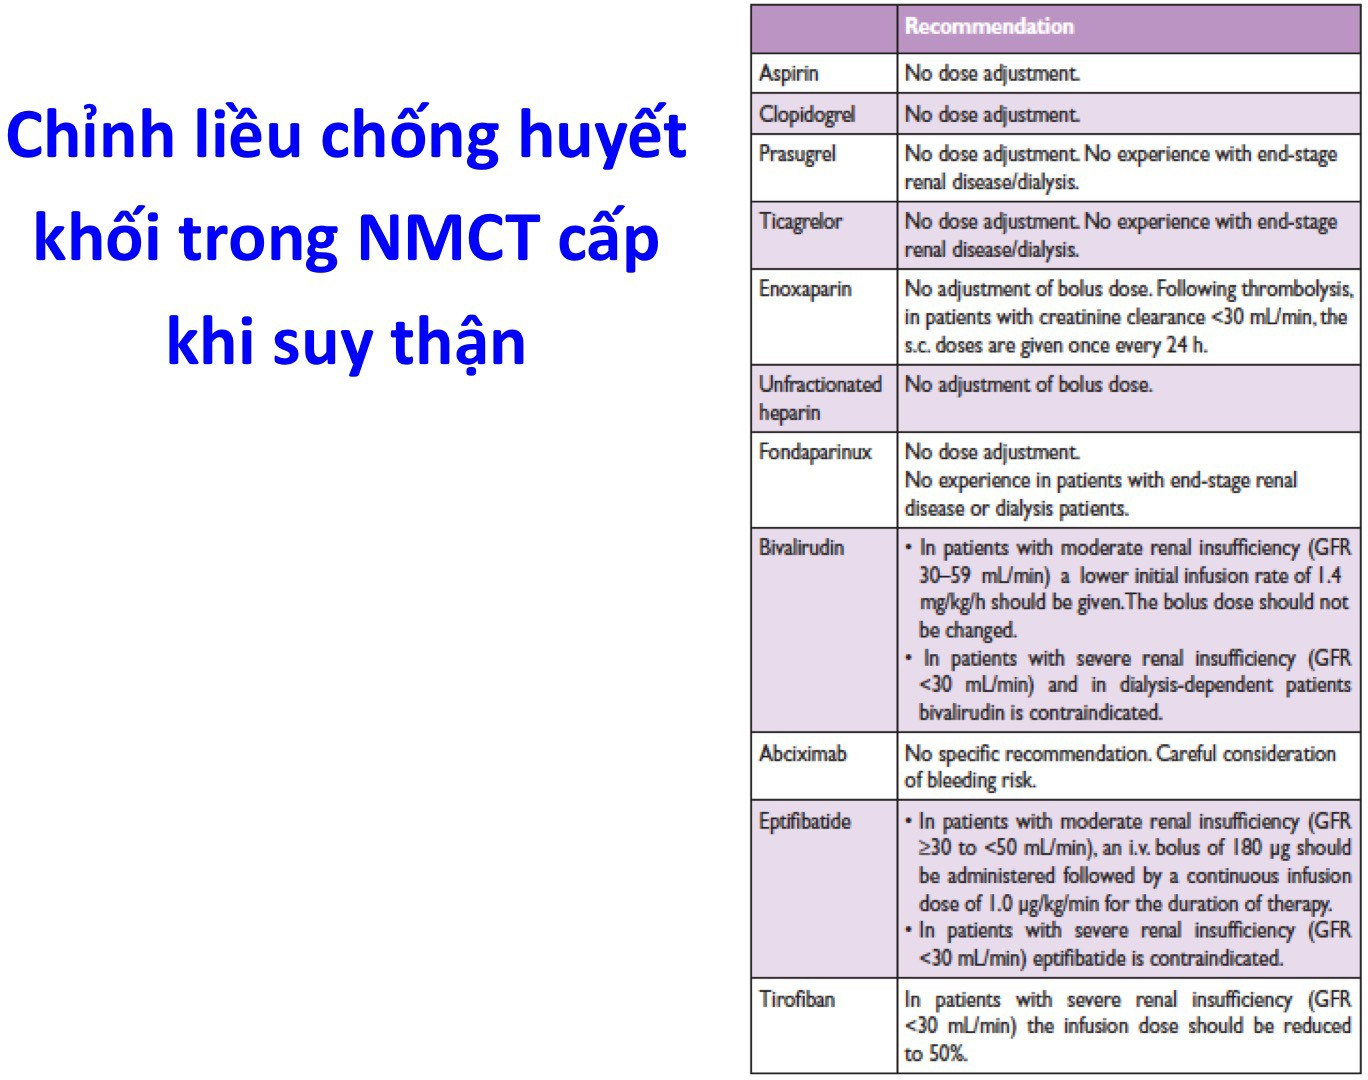 Chỉnh liều chống huyết
khối trong NMCT cấp
khi suy thận
Recommendation
Aspirin
No dose adjustment.
Clopidogrel
No dose adjustment.
Prasugrel
No dose adjustment. No experience with end-stage
renal disease/dialysis.
Ticagrelor
No dose adjustment. No experience with end-stage
renal disease/dialysis.
Enoxaparin
No adjustment of bolus dose. Following thrombolysis,
in patients with creatinine clearance <30 mL/min, the
s.c. doses are given once every 24 h.
Unfractionated
heparin
No adjustment of bolus dose.
Fondaparinux
No dose adjustment.
No experience in patients with end-stage renal
disease or dialysis patients.
Bivalirudin
• In patients with moderate renal insufficiency (GFR
30–59 mL/min) a lower initial infusion rate of 1.4
mg/kg/h should be given.The bolus dose should not
be changed.
• In patients with severe renal insufficiency (GFR
<30 mL/min) and in dialysis-dependent patients
bivalirudin is contraindicated.
Abciximab
No specific recommendation. Careful consideration
of bleeding risk.
Eptifibatide
• In patients with moderate renal insufficiency (GFR
≥30 to <50 mL/min), an i.v. bolus of 180 µg should
be administered followed by a continuous infusion
dose of 1.0 µg/kg/min for the duration of therapy.
• In patients with severe renal insufficiency (GFR
<30 mL/min) eptifibatide is contraindicated.
Tirofiban
In patients with severe renal insufficiency (GFR
<30 mL/min) the infusion dose should be reduced
to 50%.